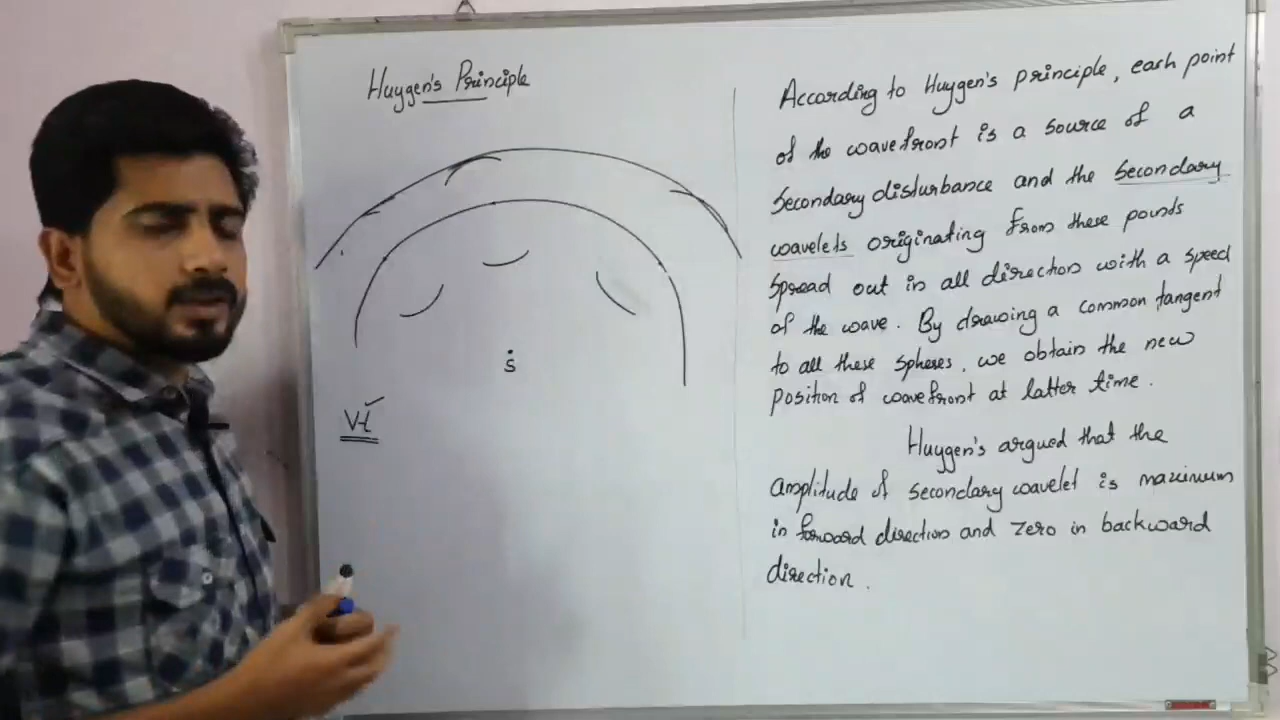 Huygen's Principle
S
Vt
According to Huygen's principle, each point
of the wavefront is a source of a
Secondary disturbance and the Secondary
wavelets originating from these points
spread out in all direction with a speed
of the wave. By drawing a common tangent
to all these spheres, we obtain the new
position of wavefront at latter time.
Huygen's argued that the
amplitude of secondary wavelet is maximum
in forward direction and zero in backward
direction.